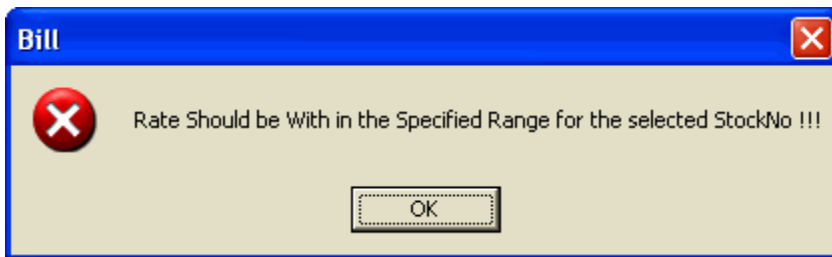 Bill
Rate Should be With in the Specified Range for the selected StockNo !!!
OK